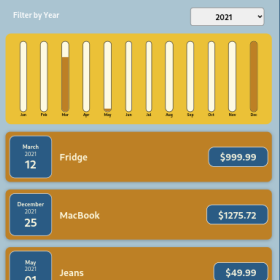 Filter by Year
2021
Jan Feb Mar Apr May Jun Jul Aug Sep Oct Nov Dec
March
2021
12
Fridge
$999.99
December
2021
25
MacBook
$1275.72
May
2021
01
Jeans
$49.99